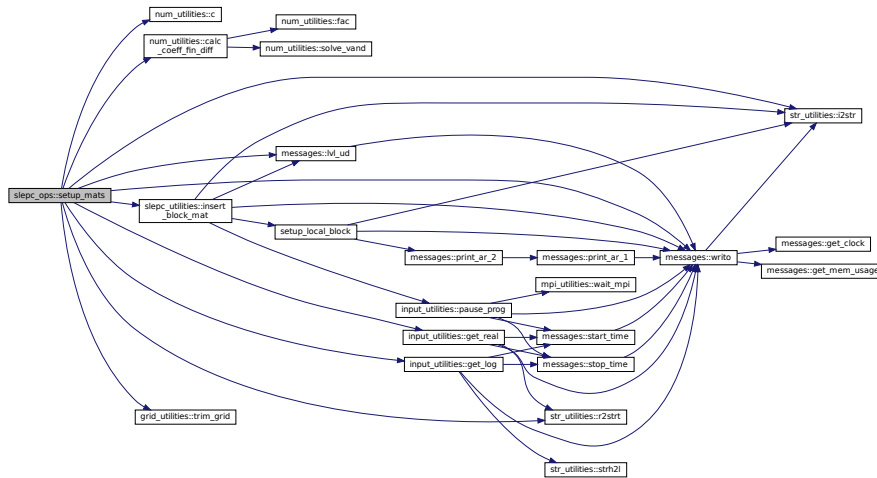 num_utilities::c
num_utilities::fac
num_utilities::calc
_coeff_fin_diff
num_utilities::solve_vand
str_utilities::i2str
messages::lvl_ud
slepc_ops::setup_mats
slepc_utilities::insert
_block_mat
setup_local_block
messages::get_clock
messages::print_ar_2
messages::print_ar_1
messages::writo
messages::get_mem_usage
mpi_utilities::wait_mpi
input_utilities::pause_prog
input_utilities::get_real
messages::start_time
input_utilities::get_log
messages::stop_time
grid_utilities::trim_grid
str_utilities::r2strt
str_utilities::strh2l